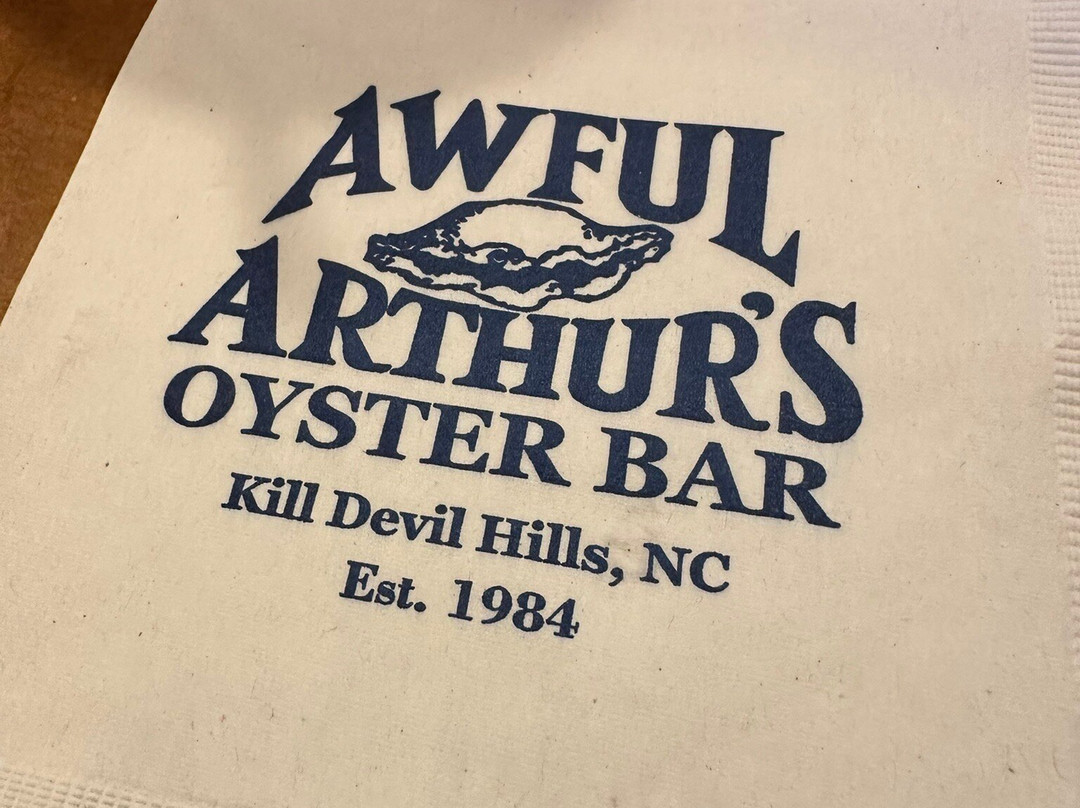 AWFUL
ARTHUR'S
OYSTER BAR
Kill Devil Hills, NC
Est. 1984